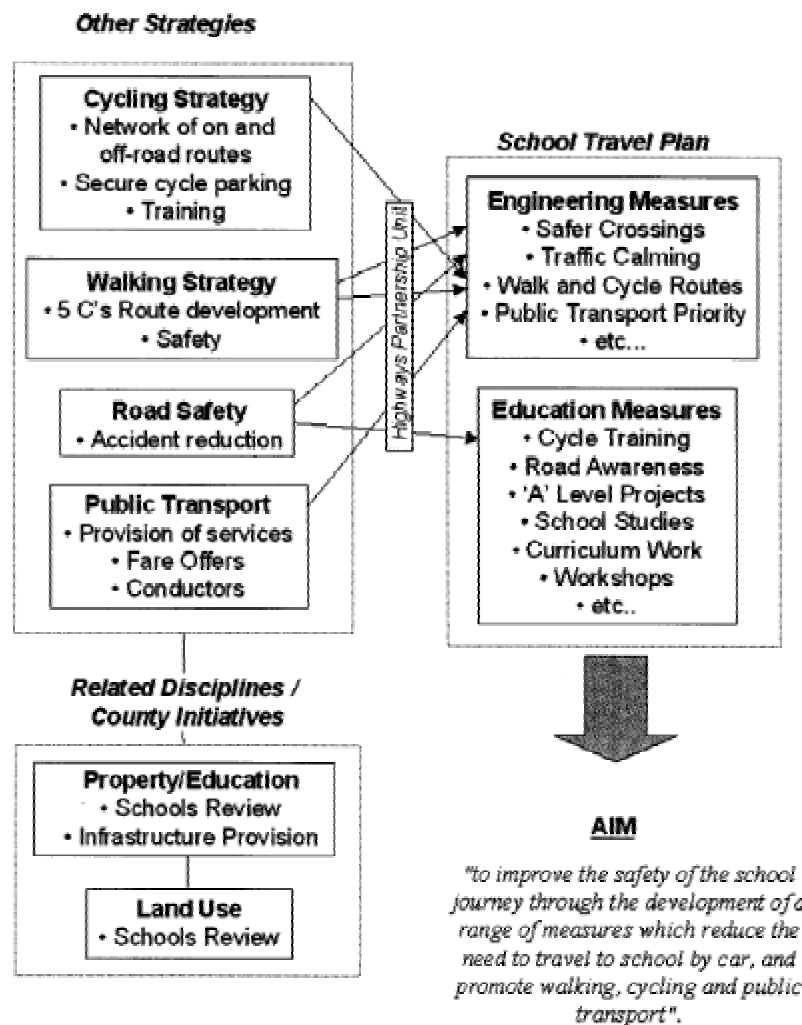 Other Strategies
Cycling Strategy
• Network of on and
off-road routes
• Secure cycle parking
• Training
Walking Strategy
• 5 C's Route development
• Safety
Road Safety
• Accident reduction
Public Transport
• Provision of services
• Fare Offers
• Conductors
Highways Partnership Unit
School Travel Plan
Engineering Measures
• Safer Crossings
• Traffic Calming
• Walk and Cycle Routes
• Public Transport Priority
• etc...
Education Measures
• Cycle Training
• Road Awareness
• 'A' Level Projects
• School Studies
• Curriculum Work
• Workshops
• etc..
Related Disciplines /
County Initiatives
Property/Education
• Schools Review
• Infrastructure Provision
Land Use
• Schools Review
AIM
"to improve the safety of the school
journey through the development of a
range of measures which reduce the
need to travel to school by car, and
promote walking, cycling and public
transport".